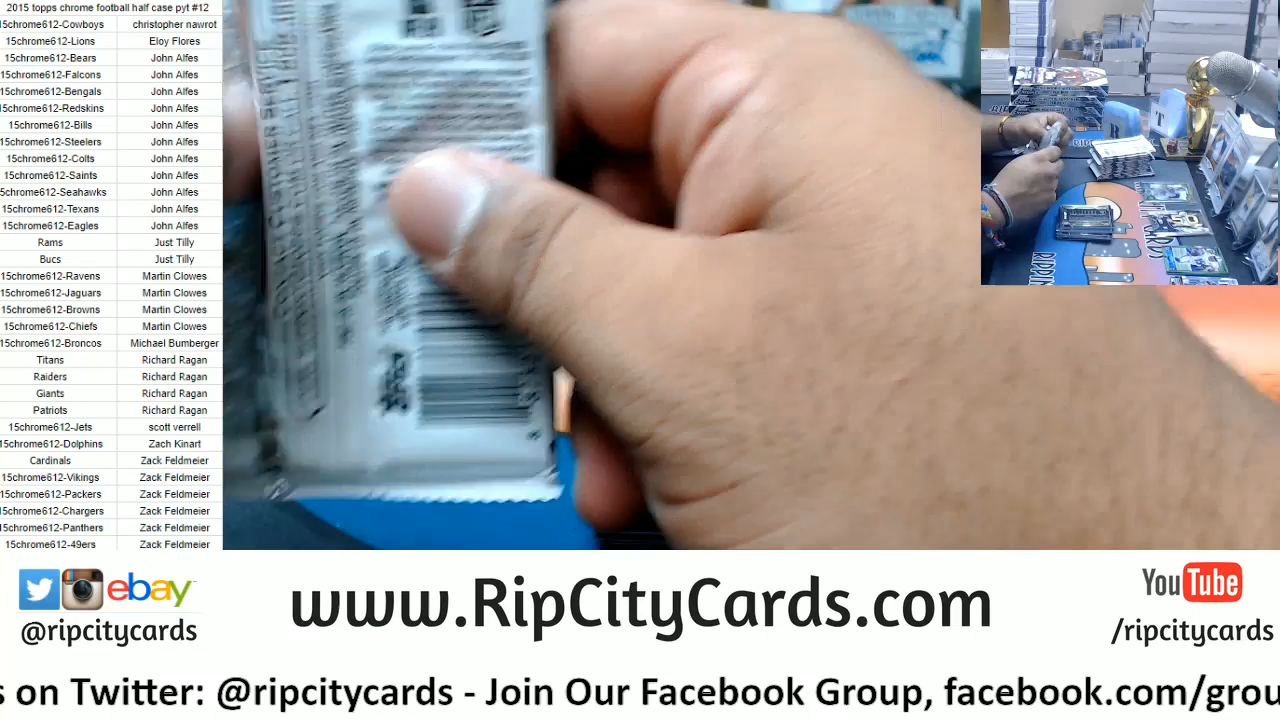 2015 topps chrome football half case pyt #12
15chrome612-Cowboys christopher nawrot
15chrome612-Lions Eloy Flores
15chrome612-Bears John Alfes
15chrome612-Falcons John Alfes
15chrome612-Bengals John Alfes
15chrome612-Redskins John Alfes
15chrome612-Bills John Alfes
15chrome612-Steelers John Alfes
15chrome612-Colts John Alfes
15chrome612-Saints John Alfes
5chrome612-Seahawks John Alfes
15chrome612-Texans John Alfes
15chrome612-Eagles John Alfes
Rams Just Tilly
Bucs Just Tilly
15chrome612-Ravens Martin Clowes
15chrome612-Jaguars Martin Clowes
15chrome612-Browns Martin Clowes
15chrome612-Chiefs Martin Clowes
15chrome612-Broncos Michael Bumberger
Titans Richard Ragan
Raiders Richard Ragan
Giants Richard Ragan
Patriots Richard Ragan
15chrome612-Jets scott verrell
15chrome612-Dolphins Zach Kinart
Cardinals Zack Feldmeier
15chrome612-Vikings Zack Feldmeier
15chrome612-Packers Zack Feldmeier
15chrome612-Chargers Zack Feldmeier
15chrome612-Panthers Zack Feldmeier
15chrome612-49ers Zack Feldmeier
ebay
@ripcitycards
www.RipCityCards.com
YouTube
/ripcitycards
s on Twitter: @ripcitycards - Join Our Facebook Group, facebook.com/grou